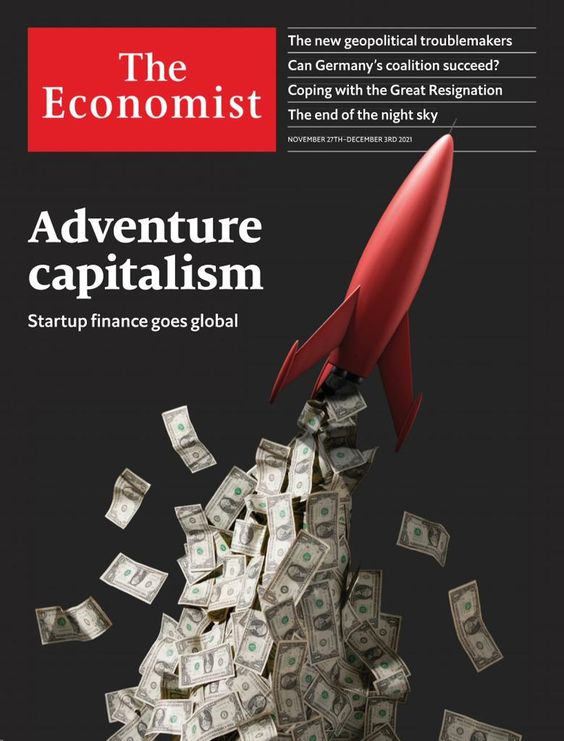 The
Economist
The new geopolitical troublemakers
Can Germany's coalition succeed?
Coping with the Great Resignation
The end of the night sky
NOVEMBER 27TH–DECEMBER 3RD 2021
Adventure
capitalism
Startup finance goes global